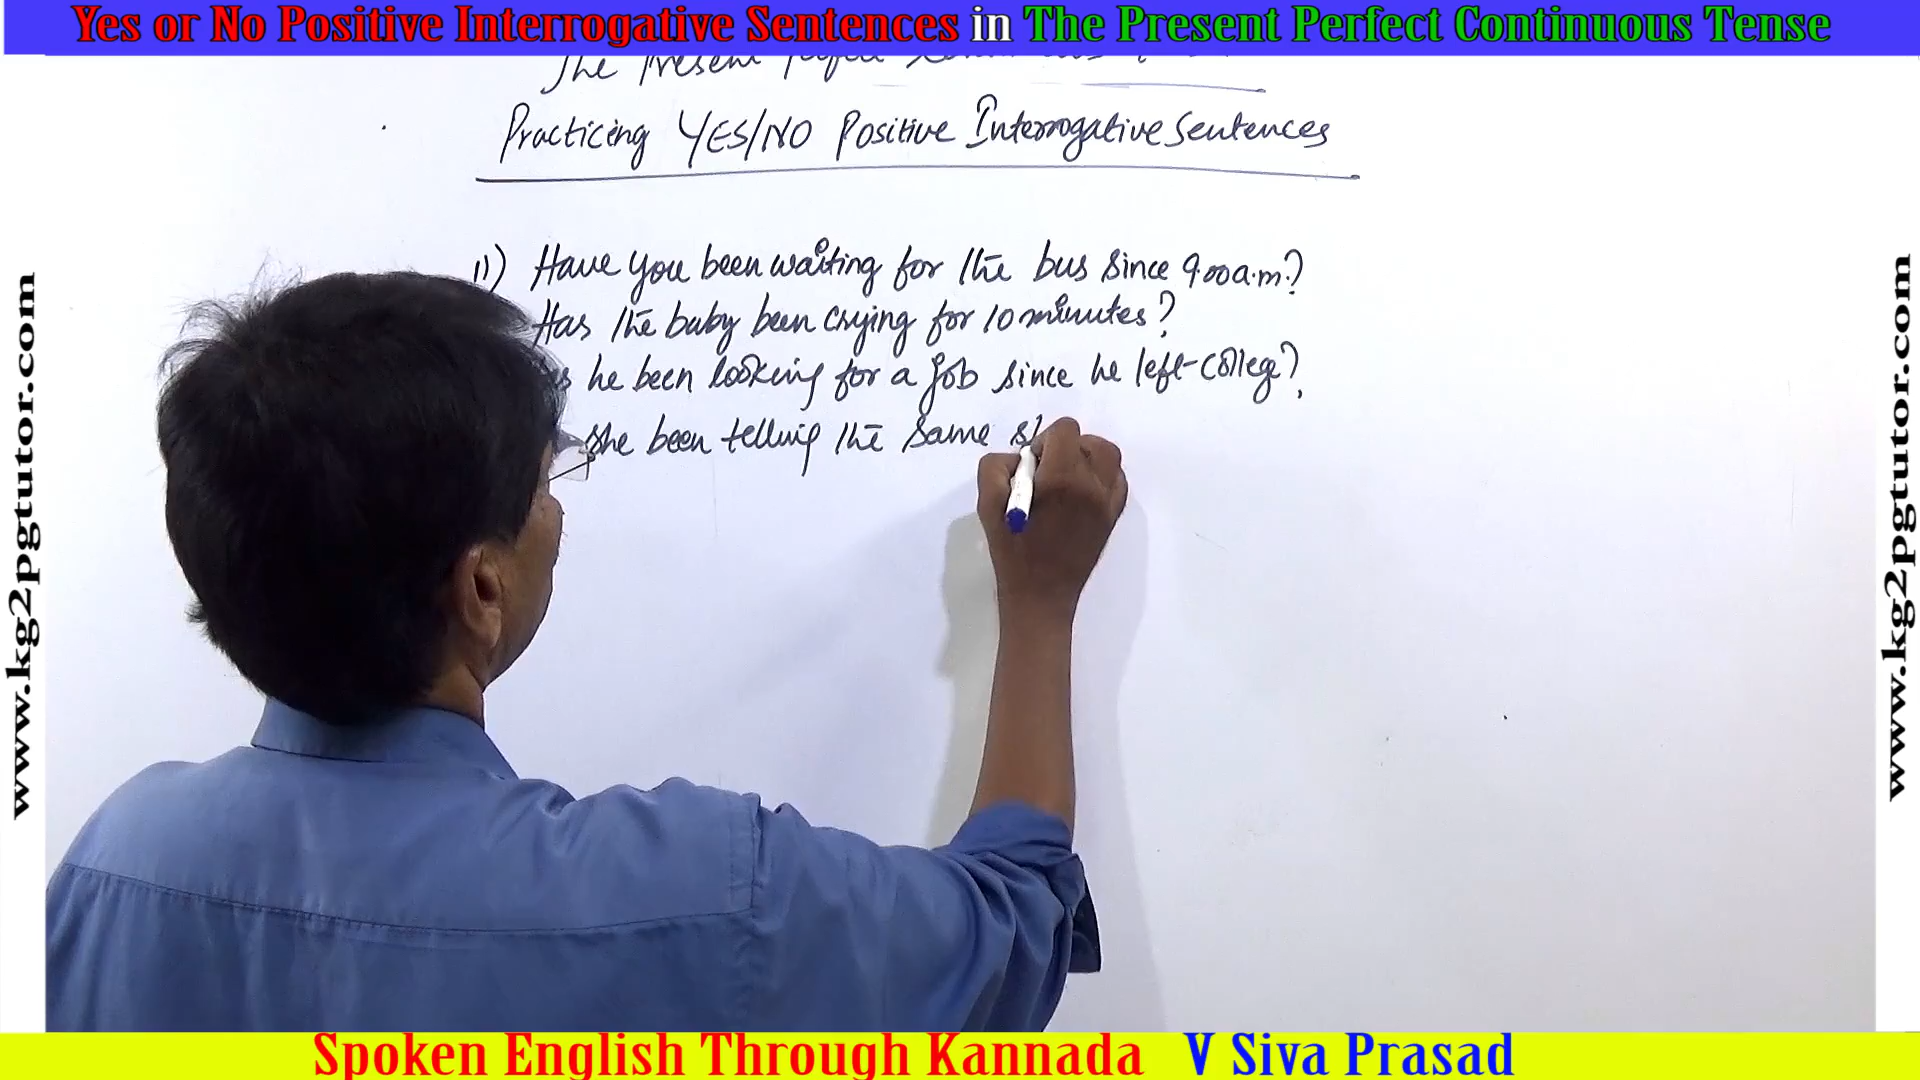 Yes or No Positive Interrogative Sentences in The Present Perfect Continuous Tense
The Present
Practicing YES/NO Positive Interrogative Sentences
1) Have you been waiting for the bus since 9.00 a.m.?
Has the baby been crying for 10 minutes?
he been looking for a job since he left college?
she been telling the same
www.kg2pgtutor.com
www.kg2pgtutor.com
Spoken English Through Kannada V Siva Prasad